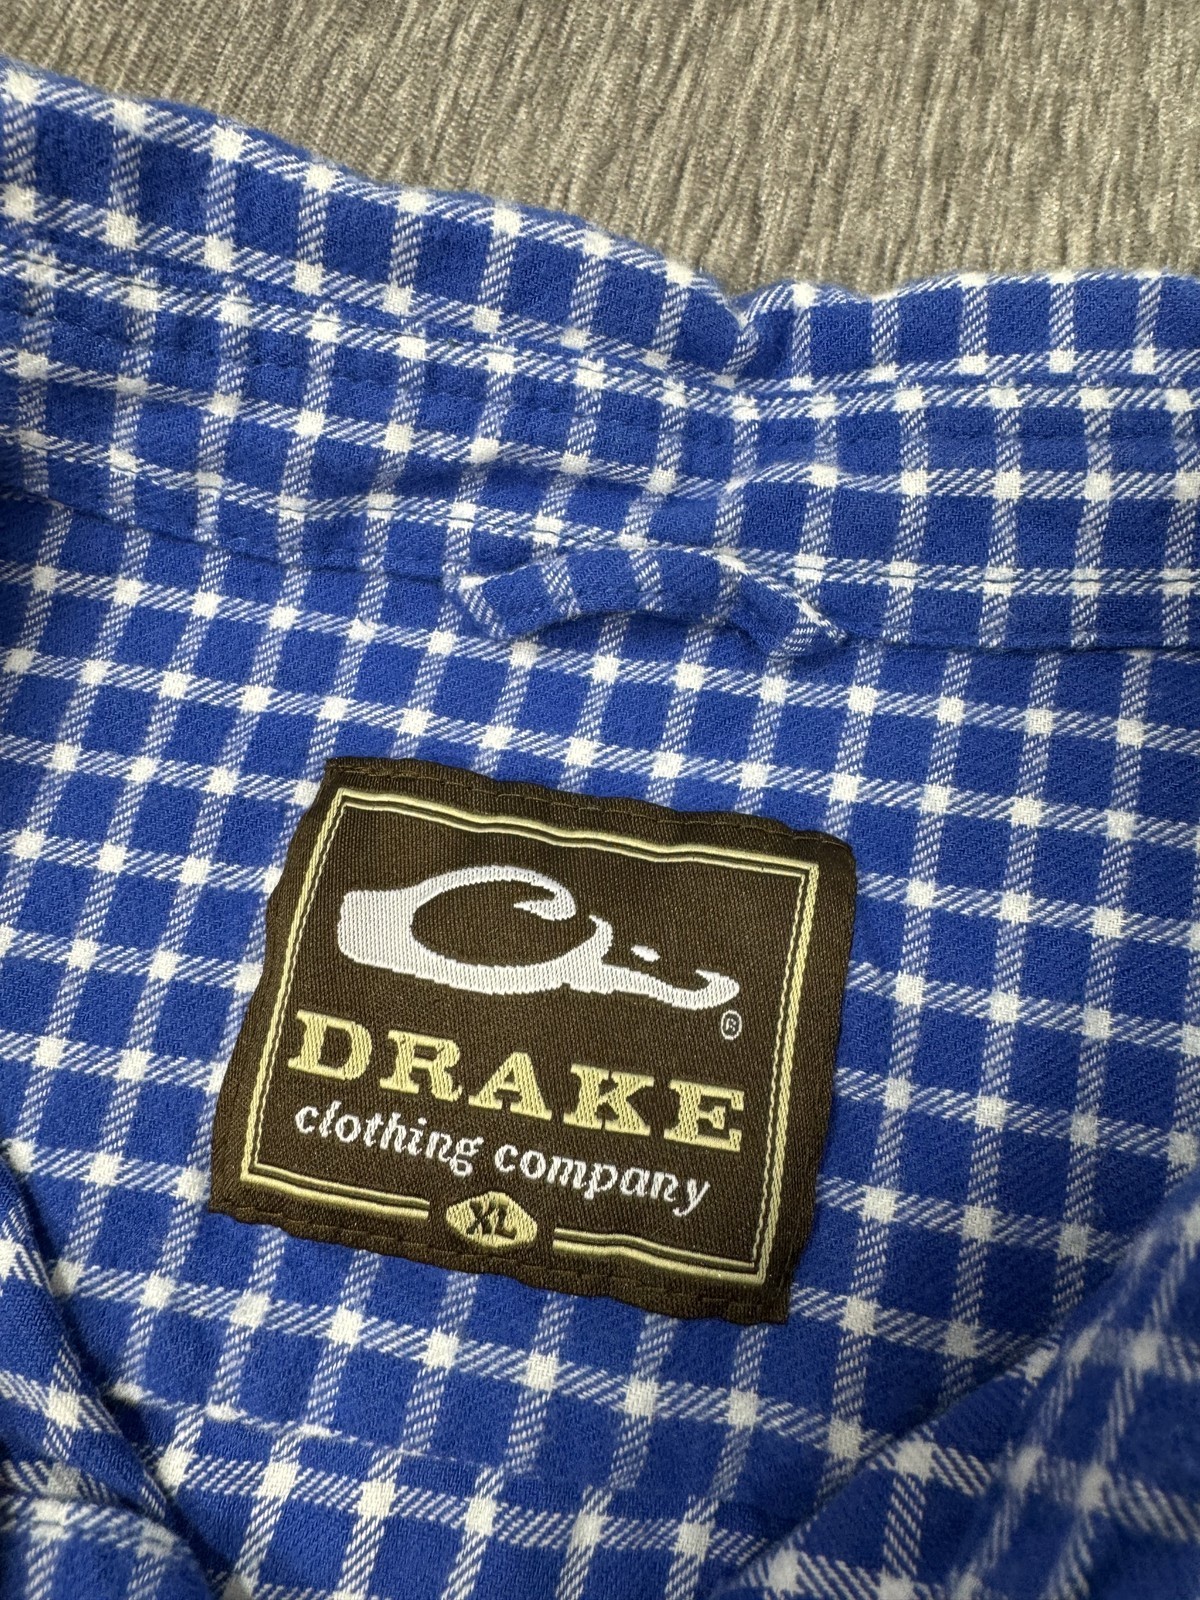 ®
DRAKE
clothing company
XL